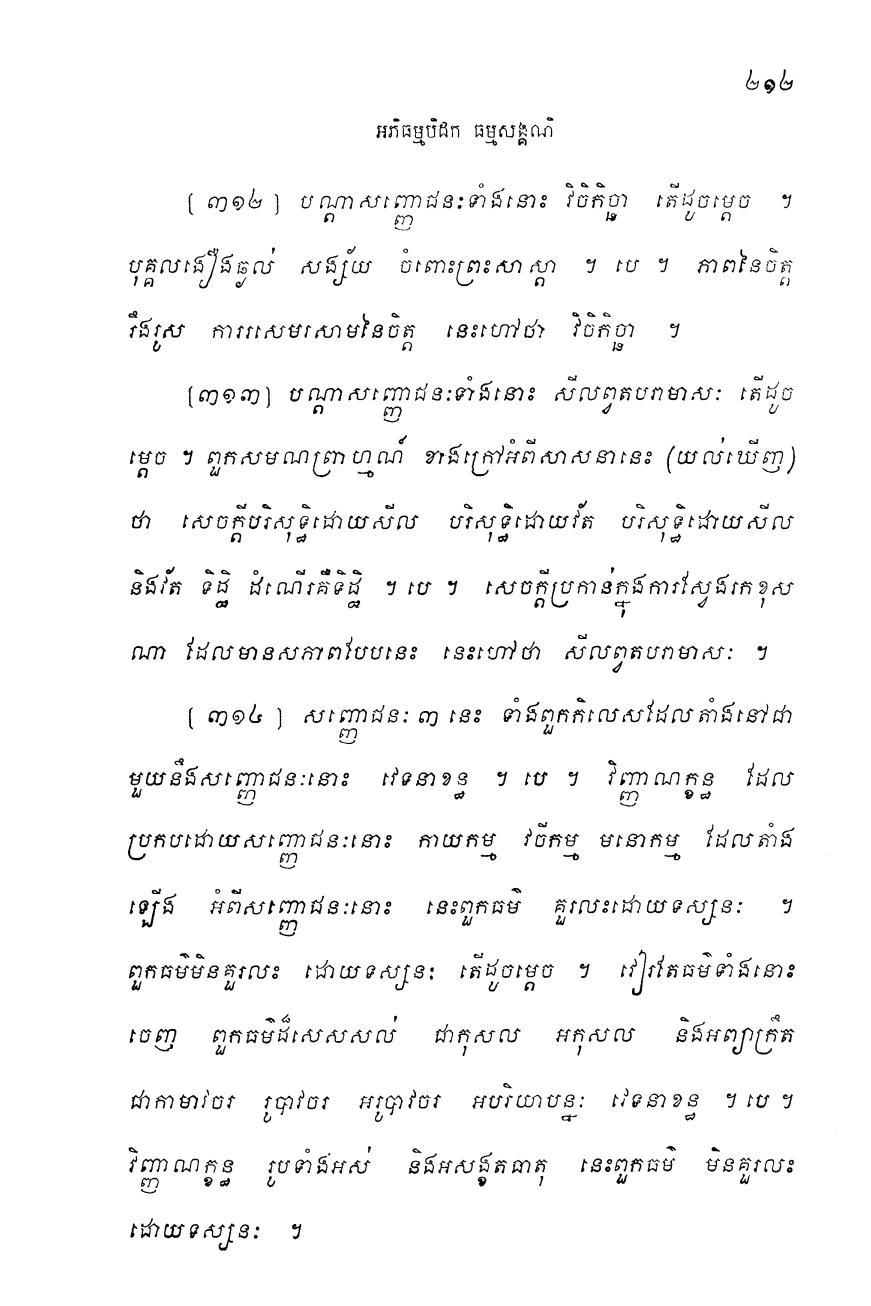 ២១២
អភិធម្មបិដក ធម្មសង្គណិ
[ ៣១២ ] បណ្តាសញ្ញោជនៈទាំងនោះ វិចិកិច្ឆា តើដូចម្តេច ។
បុគ្គលងឿងឆ្ងល់ សង្ស័យ ចំពោះព្រះសាស្តា ។ បេ ។ ភាពនៃចិត្ត
រឹងរូស ការរសេមរសាមនៃចិត្ត នេះហៅថា វិចិកិច្ឆា ។
[៣១៣] បណ្តាសញ្ញោជនៈទាំងនោះ សីលព្វតបរាមាសៈ តើដូច
ម្តេច ។ ពួកសមណព្រាហ្មណ៍ ខាងក្រៅអំពីសាសនានេះ (យល់ឃើញ)
ថា សេចក្តីបរិសុទ្ធិដោយសីល បរិសុទ្ធិដោយវ័ត បរិសុទ្ធិដោយសីល
និងវ័ត ទិដ្ឋិ ដំណើរគឺទិដ្ឋិ ។ បេ ។ សេចក្តីប្រកាន់ក្នុងការស្វែងរកខុស
ណា ដែលមានសភាពបែបនេះ នេះហៅថា សីលព្វតបរាមាសៈ ។
[ ៣១៤ ] សញ្ញោជនៈ ៣ នេះ ទាំងពួកកិលេសដែលតាំងនៅជា
មួយនឹងសញ្ញោជនៈនោះ វេទនាខន្ធ ។ បេ ។ វិញ្ញាណក្ខន្ធ ដែល
ប្រកបដោយសញ្ញោជនៈនោះ កាយកម្ម វចីកម្ម មនោកម្ម ដែលតាំង
ឡើង អំពីសញ្ញោជនៈនោះ នេះពួកធម៌ គួរលះដោយទស្សនៈ ។
ពួកធម៌មិនគួរលះ ដោយទស្សនៈ តើដូចម្តេច ។ វៀរតែធម៌ទាំងនោះ
ចេញ ពួកធម៌ដ៏សេសសល់ ជាកុសល អកុសល និងអព្យាក្រឹត
ជាកាមាវចរ រូបាវចរ អរូបាវចរ អបរិយាបន្នៈ វេទនាខន្ធ ។ បេ ។
វិញ្ញាណក្ខន្ធ រូបទាំងអស់ និងអសង្ខតធាតុ នេះពួកធម៌ មិនគួរលះ
ដោយទស្សនៈ ។